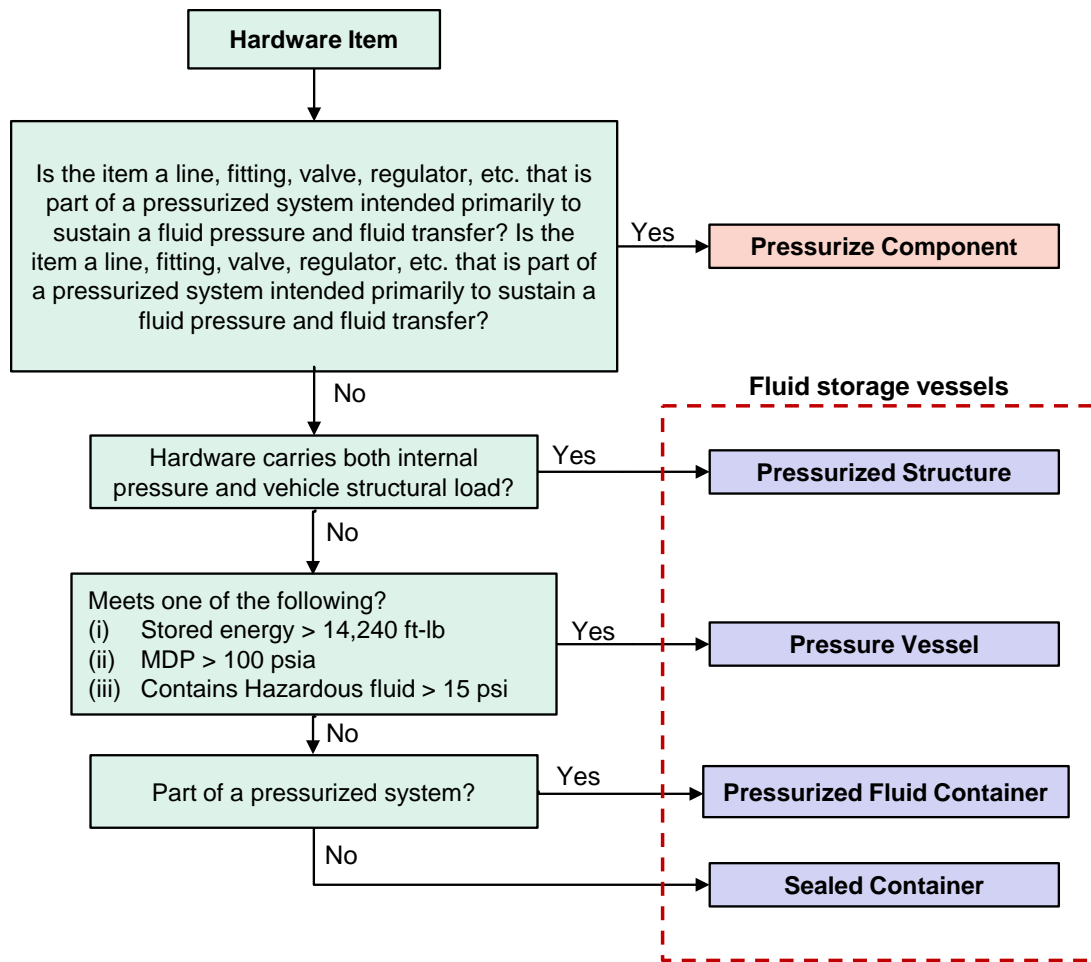 Hardware Item
Is the item a line, fitting, valve, regulator, etc. that is
part of a pressurized system intended primarily to
sustain a fluid pressure and fluid transfer? Is the
item a line, fitting, valve, regulator, etc. that is part of
a pressurized system intended primarily to sustain a
fluid pressure and fluid transfer?
Yes
Pressurize Component
No
Fluid storage vessels
Hardware carries both internal
pressure and vehicle structural load?
Yes
Pressurized Structure
No
Meets one of the following?
(i) Stored energy > 14,240 ft-lb
(ii) MDP > 100 psia
(iii) Contains Hazardous fluid > 15 psi
Yes
Pressure Vessel
No
Part of a pressurized system?
Yes
Pressurized Fluid Container
No
Sealed Container